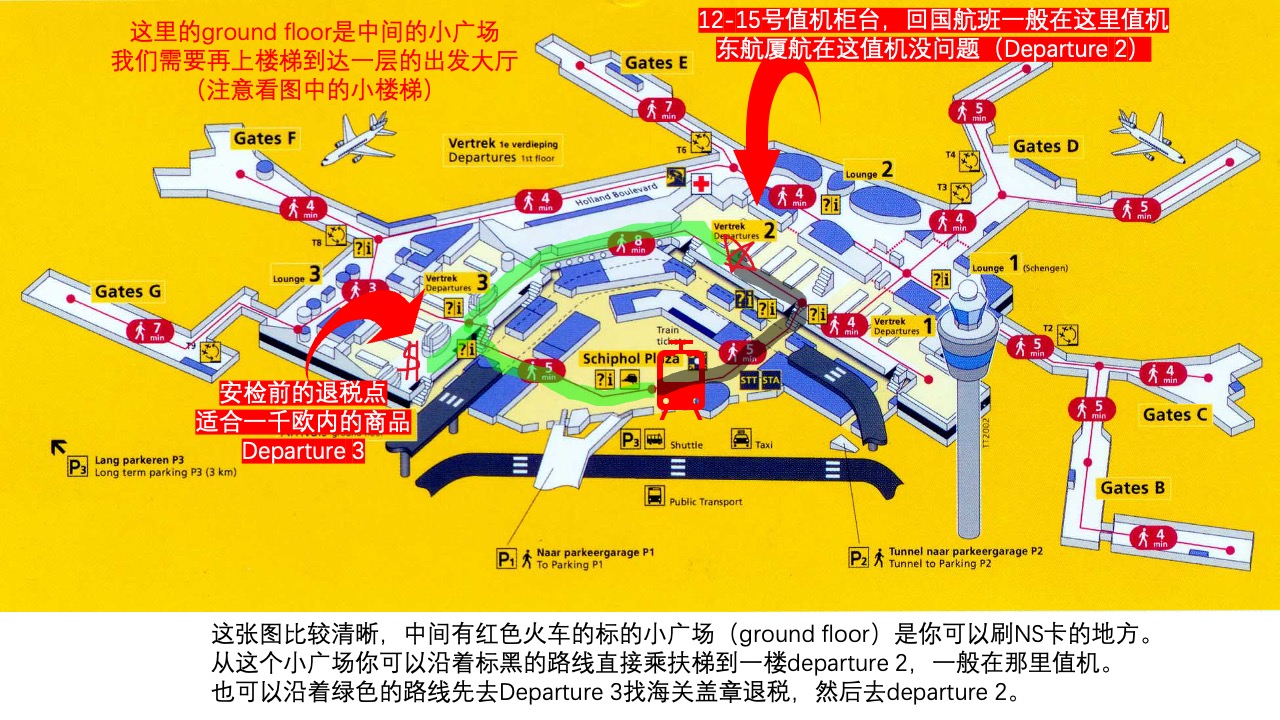 这里的ground floor是中间的小广场
我们需要再上楼梯到达一层的出发大厅
（注意看图中的小楼梯）
12-15号值机柜台，回国航班一般在这里值机
东航厦航在这值机没问题（Departure 2）
Gates E
7 min
T6
5 min
Gates F
Vertrek 1e verdieping
Departures 1st floor
T4
Gates D
Lounge 2
T3
Holland Boulevard
4 min
4 min
4 min
4 min
5 min
T8
Vertrek
Departures 2
8 min
Lounge 3
Lounge 1 (Schengen)
Gates G
3
Vertrek
Departures 3
7 min
T9
4 min
Vertrek
Departures 1
T2
5 min
Train
Schiphol Plaza
5 min
5 min
STT STA
4 min
Gates C
5 min
安检前的退税点
适合一千欧内的商品
Departure 3
P3 Shuttle
Taxi
TT2002
P3 Lang parkeren P3
Long term parking P3 (3 km)
Public Transport
Gates B
4 min
P1 Naar parkeergarage P1
To Parking P1
P2 Tunnel naar parkeergarage P2
Tunnel to Parking P2
这张图比较清晰，中间有红色火车的标的小广场（ground floor）是你可以刷NS卡的地方。
从这个小广场你可以沿着标黑的路线直接乘扶梯到一楼departure 2，一般在那里值机。
也可以沿着绿色的路线先去Departure 3找海关盖章退税，然后去departure 2。